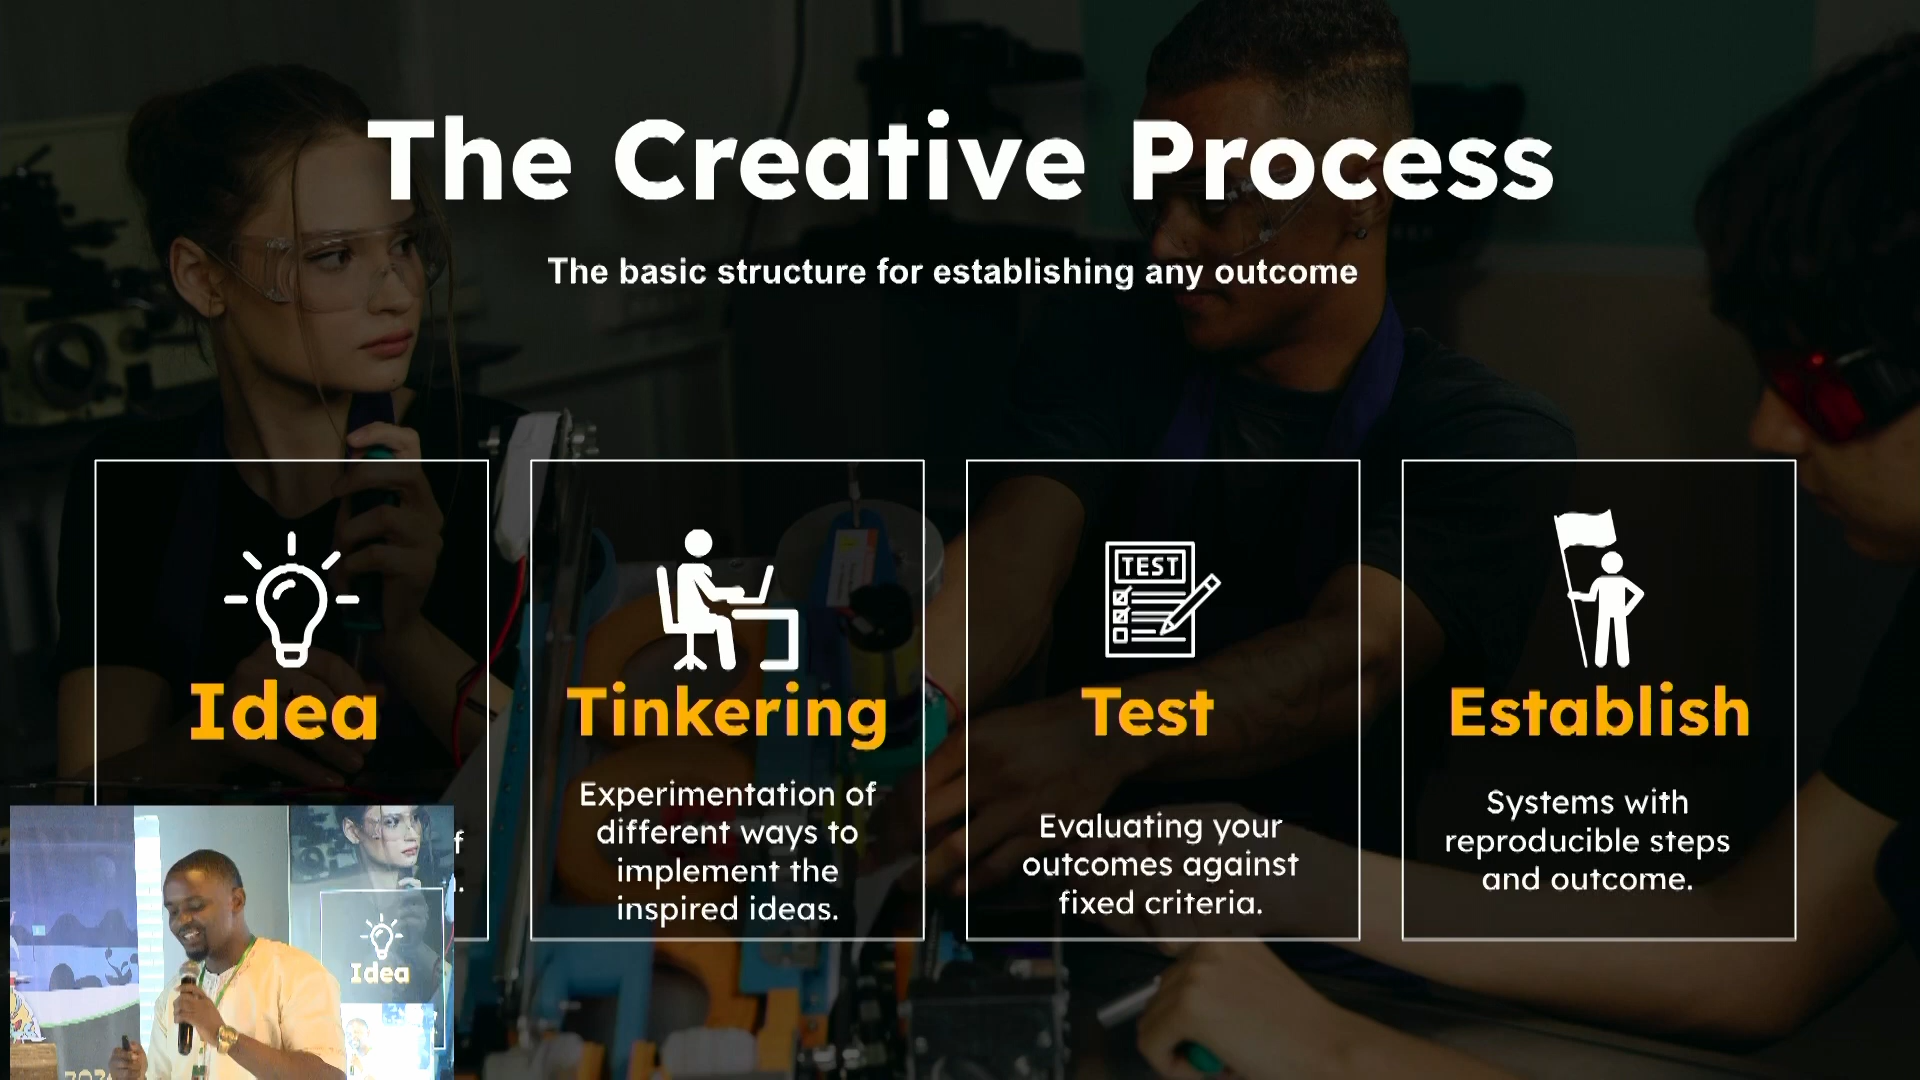 The Creative Process
The basic structure for establishing any outcome
TEST
Idea
Tinkering
Test
Establish
Experimentation of
different ways to
implement the
inspired ideas.
Evaluating your
outcomes against
fixed criteria.
Systems with
reproducible steps
and outcome.
Idea